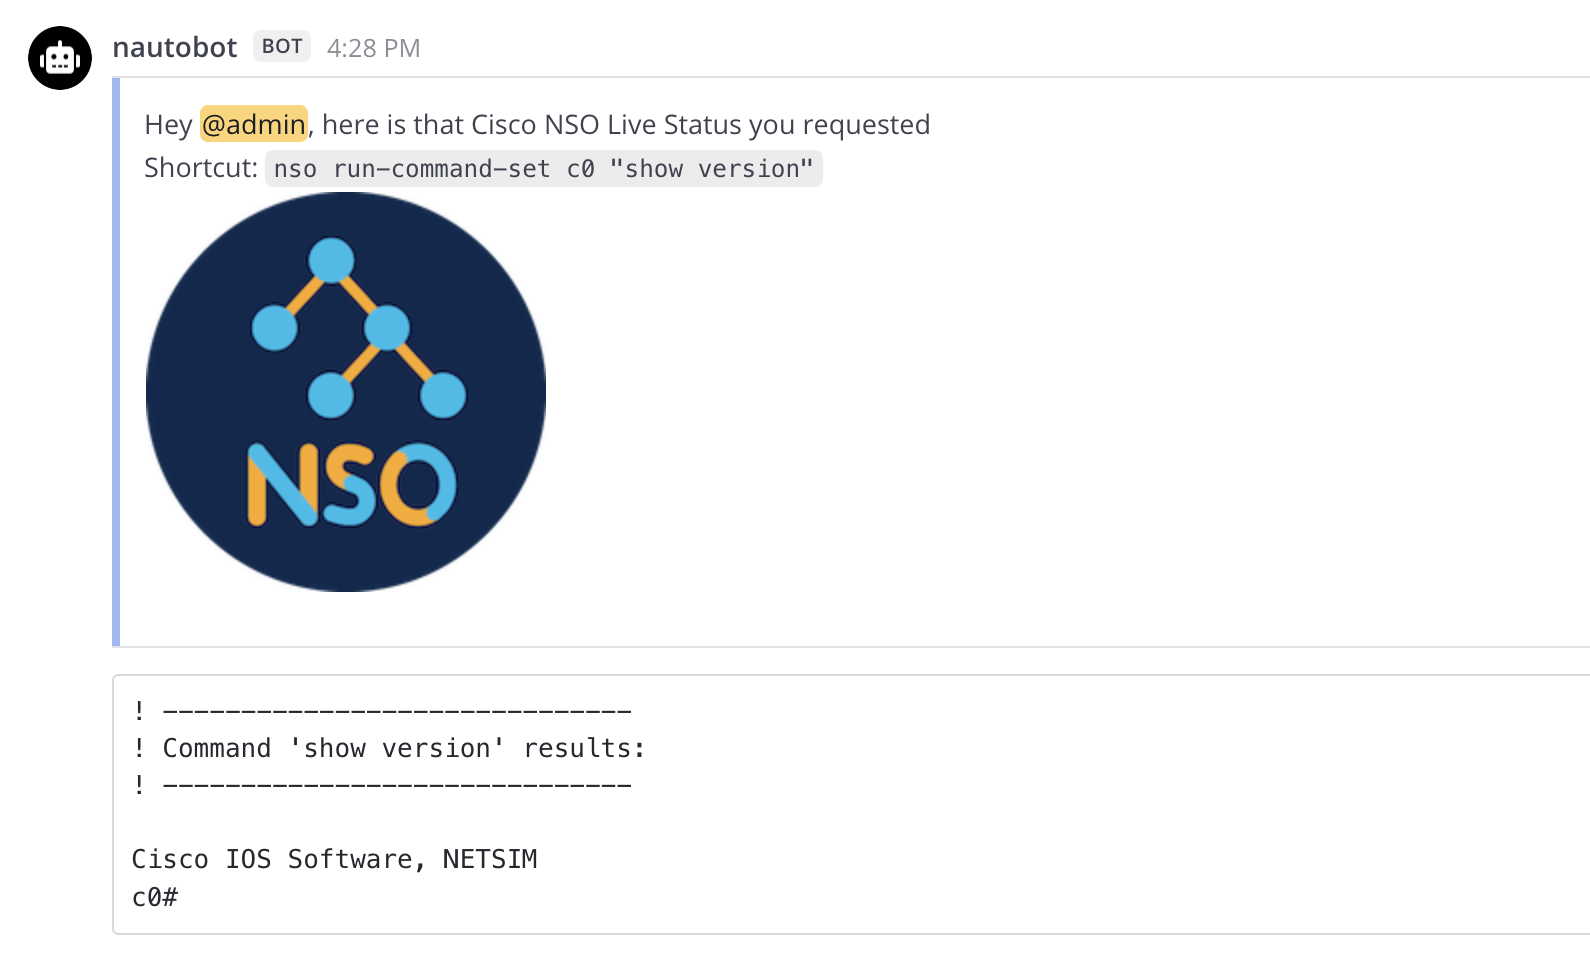 nautobot BOT 4:28 PM
Hey @admin, here is that Cisco NSO Live Status you requested
Shortcut: nso run-command-set c0 "show version"
NSO
! ------------------------------
! Command 'show version' results:
! ------------------------------
Cisco IOS Software, NETSIM
c0#